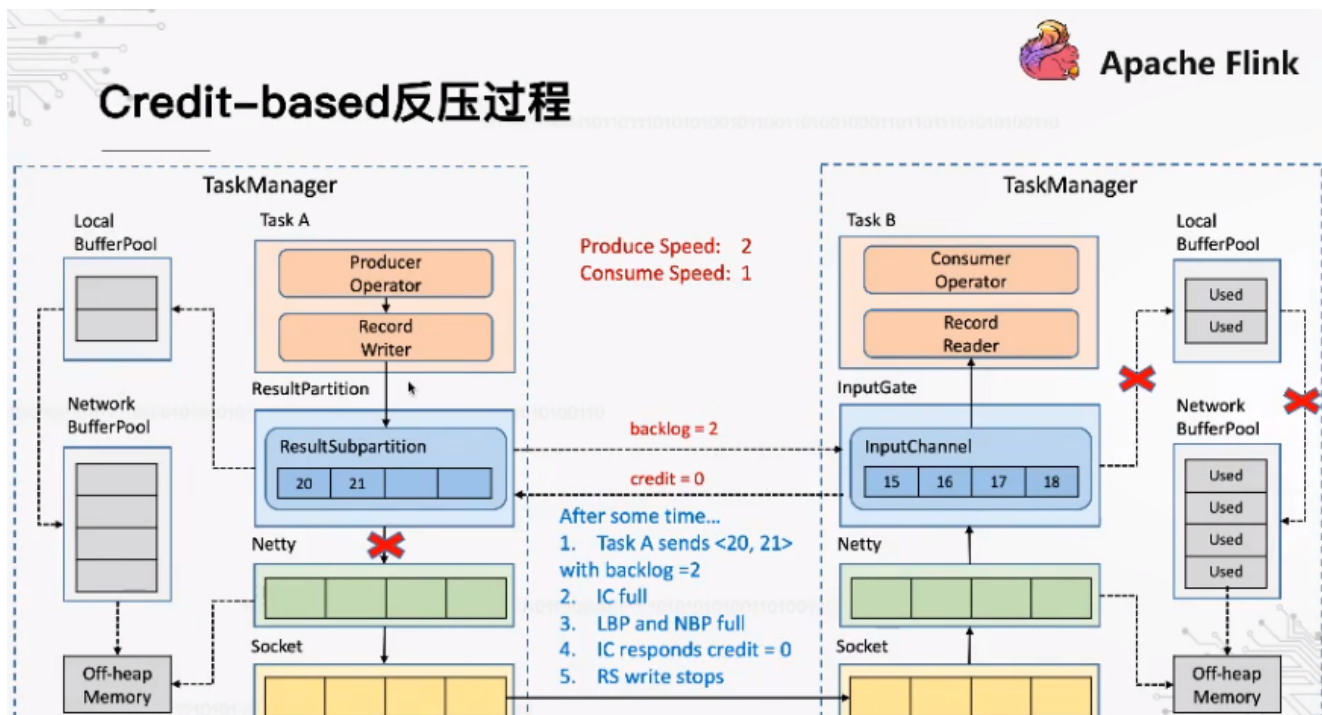 Apache Flink
Credit-based反压过程
TaskManager
Local
BufferPool
Task A
Producer
Operator
Record
Writer
ResultPartition
Network
BufferPool
ResultSubpartition
20 21
Netty
Socket
Off-heap
Memory
Produce Speed: 2
Consume Speed: 1
backlog = 2
credit = 0
After some time...
1. Task A sends <20, 21>
with backlog =2
2. IC full
3. LBP and NBP full
4. IC responds credit = 0
5. RS write stops
TaskManager
Task B
Local
BufferPool
Consumer
Operator
Used
Used
Record
Reader
InputGate
Network
BufferPool
InputChannel
15 16 17 18
Used
Used
Used
Used
Netty
Socket
Off-heap
Memory